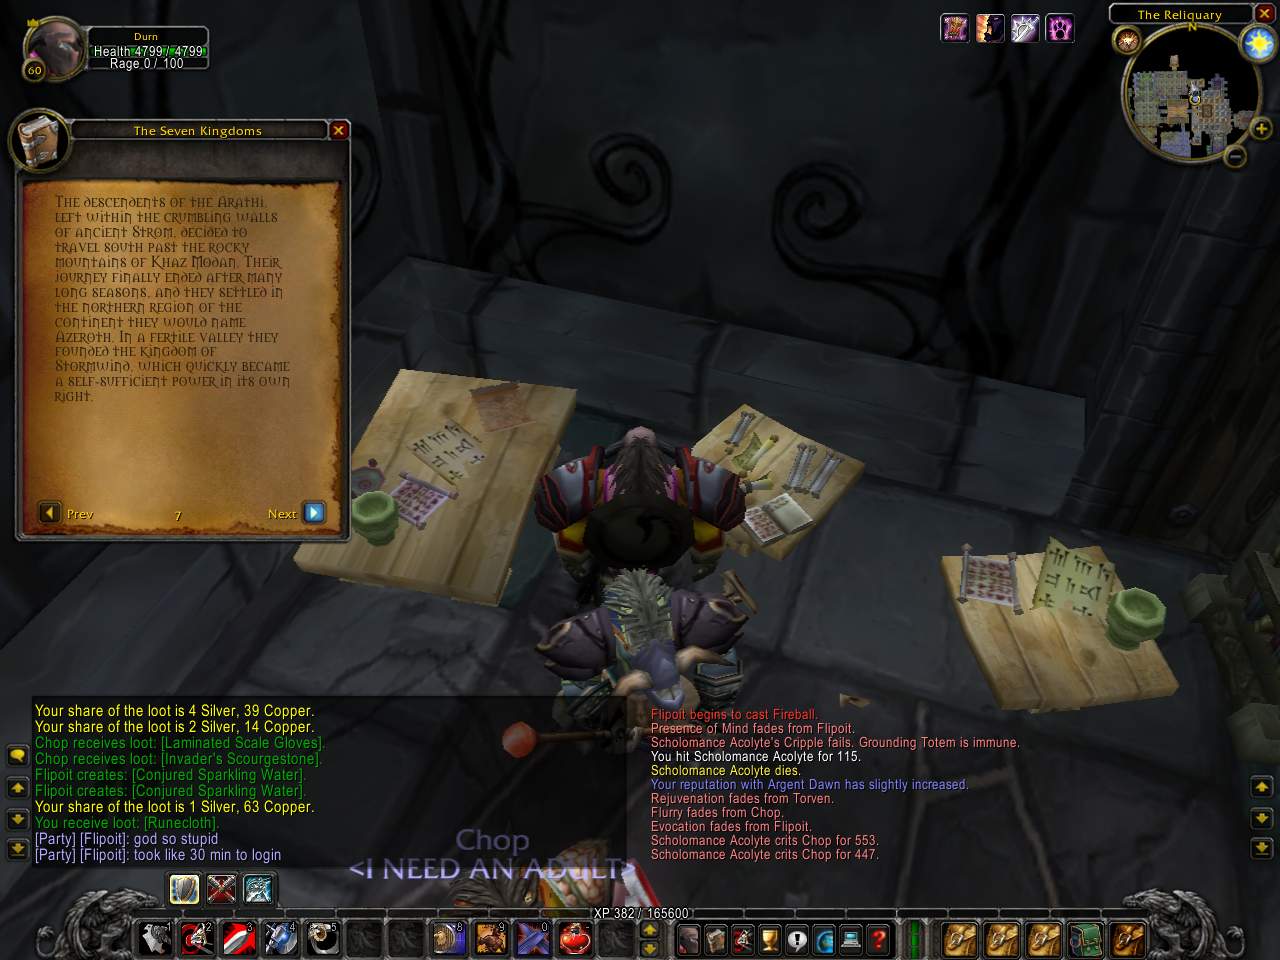 Durn
Health 4799 / 4799
Rage 0 / 100
60
The Reliquary
N
The Seven Kingdoms
The descendents of the Arathi,
left within the crumbling walls
of ancient Strom, decided to
travel south past the rocky
mountains of Khaz Modan. Their
journey finally ended after many
long seasons, and they settled in
the northern region of the
continent they would name
Azeroth. In a fertile valley they
founded the kingdom of
Stormwind, which quickly became
a self-sufficient power in its own
right.
Prev
7
Next
Your share of the loot is 4 Silver, 39 Copper.
Your share of the loot is 2 Silver, 14 Copper.
Chop receives loot: [Laminated Scale Gloves].
Chop receives loot: [Invader's Scourgestone].
Flipoit creates: [Conjured Sparkling Water].
Flipoit creates: [Conjured Sparkling Water].
Your share of the loot is 1 Silver, 63 Copper.
You receive loot: [Runecloth].
[Party] [Flipoit]: god so stupid
[Party] [Flipoit]: took like 30 min to login
Flipoit begins to cast Fireball.
Presence of Mind fades from Flipoit.
Scholomance Acolyte's Cripple fails. Grounding Totem is immune.
You hit Scholomance Acolyte for 115.
Scholomance Acolyte dies.
Your reputation with Argent Dawn has slightly increased.
Rejuvenation fades from Torven.
Flurry fades from Chop.
Evocation fades from Flipoit.
Scholomance Acolyte crits Chop for 553.
Scholomance Acolyte crits Chop for 447.
Chop
<I NEED AN ADULT>
XP 382 / 165600
1 2 3 4 5 8 9 0